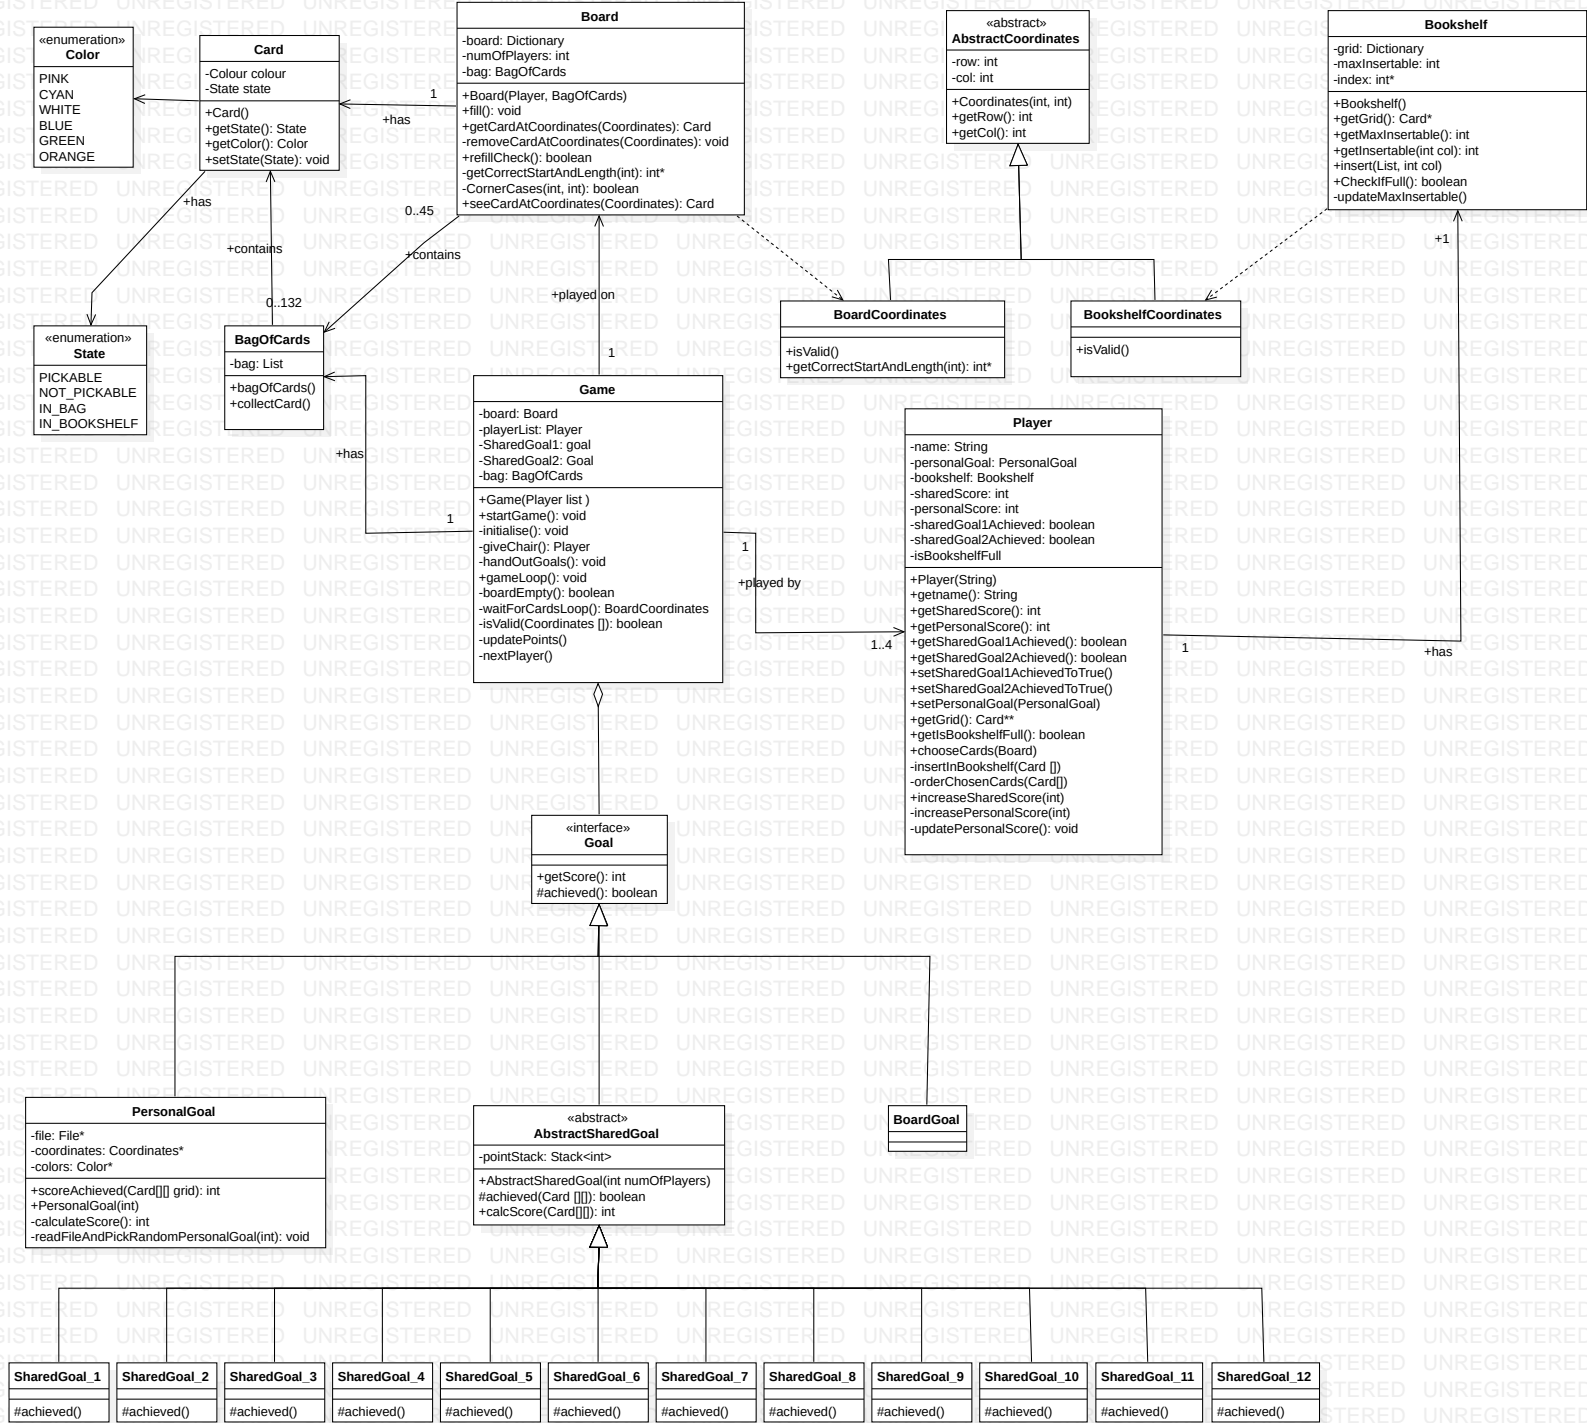 «enumeration»
Color
PINK
CYAN
WHITE
BLUE
GREEN
ORANGE
Card
-Colour colour
-State state
+Card()
+getState(): State
+getColor(): Color
+setState(State): void
Board
-board: Dictionary
-numOfPlayers: int
-bag: BagOfCards
+Board(Player, BagOfCards)
+fill(): void
+getCardAtCoordinates(Coordinates): Card
-removeCardAtCoordinates(Coordinates): void
+refillCheck(): boolean
-getCorrectStartAndLength(int): int*
-CornerCases(int, int): boolean
+seeCardAtCoordinates(Coordinates): Card
«abstract»
AbstractCoordinates
-row: int
-col: int
+Coordinates(int, int)
+getRow(): int
+getCol(): int
Bookshelf
-grid: Dictionary
-maxInsertable: int
-index: int*
+Bookshelf()
+getGrid(): Card*
+getMaxInsertable(): int
+getInsertable(int col): int
+insert(List, int col)
+CheckIfFull(): boolean
-updateMaxInsertable()
1
+has
+has
+contains
0..132
0..45
+contains
+played on
1
+1
«enumeration»
State
PICKABLE
NOT_PICKABLE
IN_BAG
IN_BOOKSHELF
BagOfCards
-bag: List
+bagOfCards()
+collectCard()
BoardCoordinates
+isValid()
+getCorrectStartAndLength(int): int*
BookshelfCoordinates
+isValid()
Game
-board: Board
-playerList: Player
-SharedGoal1: goal
-SharedGoal2: Goal
-bag: BagOfCards
+Game(Player list )
+startGame(): void
-initialise(): void
-giveChair(): Player
-handOutGoals(): void
+gameLoop(): void
-boardEmpty(): boolean
-waitForCardsLoop(): BoardCoordinates
-isValid(Coordinates []): boolean
-updatePoints()
-nextPlayer()
+has
1
1
+played by
1..4
Player
-name: String
-personalGoal: PersonalGoal
-bookshelf: Bookshelf
-sharedScore: int
-personalScore: int
-sharedGoal1Achieved: boolean
-sharedGoal2Achieved: boolean
-isBookshelfFull
+Player(String)
+getname(): String
+getSharedScore(): int
+getPersonalScore(): int
+getSharedGoal1Achieved(): boolean
+getSharedGoal2Achieved(): boolean
+setSharedGoal1AchievedToTrue()
+setSharedGoal2AchievedToTrue()
+setPersonalGoal(PersonalGoal)
+getGrid(): Card**
+getIsBookshelfFull(): boolean
+chooseCards(Board)
-insertInBookshelf(Card [])
-orderChosenCards(Card[])
+increaseSharedScore(int)
-increasePersonalScore(int)
-updatePersonalScore(): void
1
+has
«interface»
Goal
+getScore(): int
#achieved(): boolean
PersonalGoal
-file: File*
-coordinates: Coordinates*
-colors: Color*
+scoreAchieved(Card[][] grid): int
+PersonalGoal(int)
-calculateScore(): int
-readFileAndPickRandomPersonalGoal(int): void
«abstract»
AbstractSharedGoal
-pointStack: Stack<int>
+AbstractSharedGoal(int numOfPlayers)
#achieved(Card [][]): boolean
+calcScore(Card[][]): int
BoardGoal
SharedGoal_1
#achieved()
SharedGoal_2
#achieved()
SharedGoal_3
#achieved()
SharedGoal_4
#achieved()
SharedGoal_5
#achieved()
SharedGoal_6
#achieved()
SharedGoal_7
#achieved()
SharedGoal_8
#achieved()
SharedGoal_9
#achieved()
SharedGoal_10
#achieved()
SharedGoal_11
#achieved()
SharedGoal_12
#achieved()
UNREGISTERED